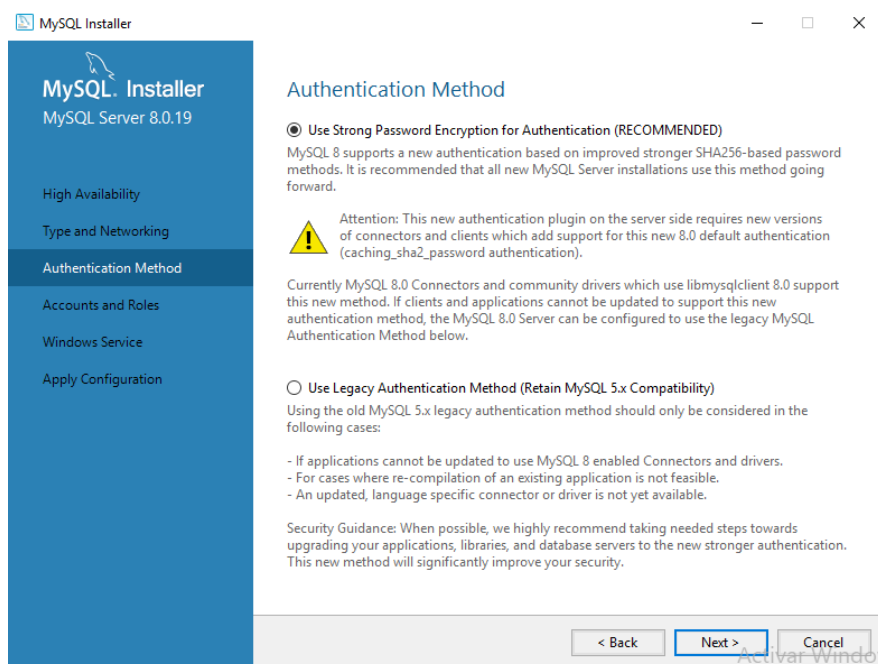 MySQL Installer
MySQL. Installer
MySQL Server 8.0.19
High Availability
Type and Networking
Authentication Method
Accounts and Roles
Windows Service
Apply Configuration
Authentication Method
Use Strong Password Encryption for Authentication (RECOMMENDED)
MySQL 8 supports a new authentication based on improved stronger SHA256-based password
methods. It is recommended that all new MySQL Server installations use this method going
forward.
Attention: This new authentication plugin on the server side requires new versions
of connectors and clients which add support for this new 8.0 default authentication
(caching_sha2_password authentication).
Currently MySQL 8.0 Connectors and community drivers which use libmysqlclient 8.0 support
this new method. If clients and applications cannot be updated to support this new
authentication method, the MySQL 8.0 Server can be configured to use the legacy MySQL
Authentication Method below.
Use Legacy Authentication Method (Retain MySQL 5.x Compatibility)
Using the old MySQL 5.x legacy authentication method should only be considered in the
following cases:
- If applications cannot be updated to use MySQL 8 enabled Connectors and drivers.
- For cases where re-compilation of an existing application is not feasible.
- An updated, language specific connector or driver is not yet available.
Security Guidance: When possible, we highly recommend taking needed steps towards
upgrading your applications, libraries, and database servers to the new stronger authentication.
This new method will significantly improve your security.
< Back
Next >
Cancel
Activar Windo